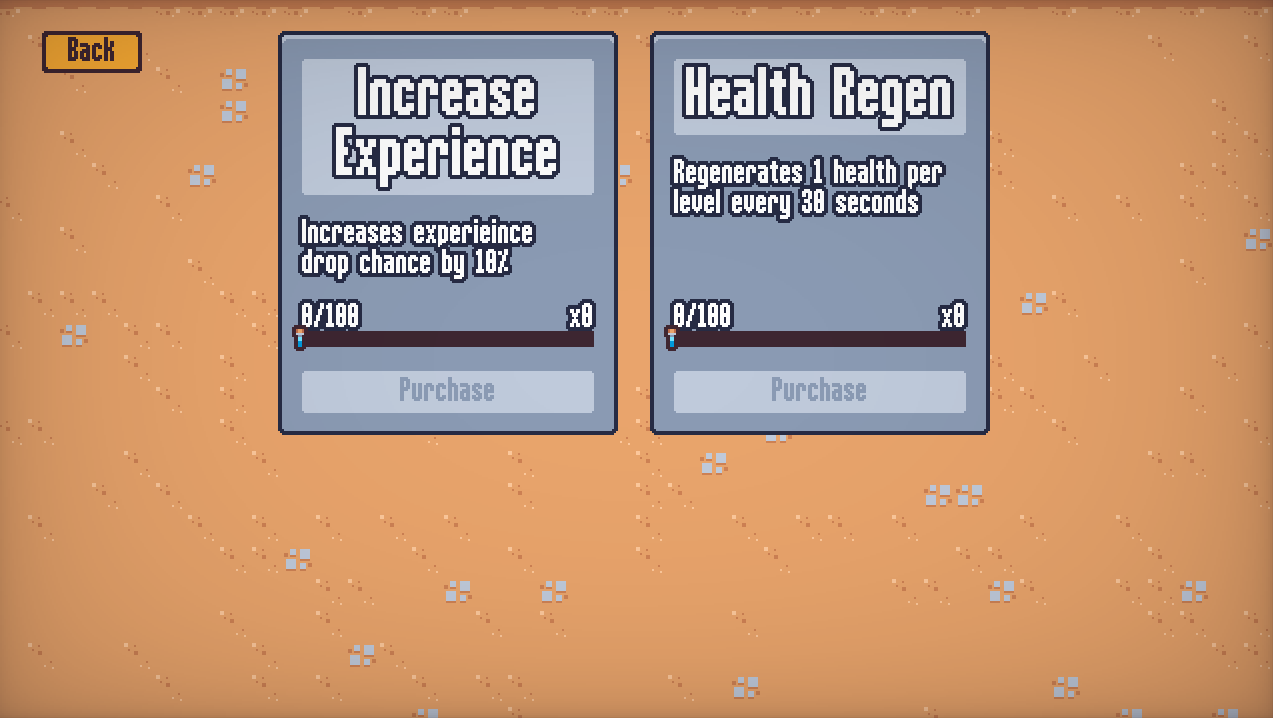 Back
Increase
Experience
Increases experieince
drop chance by 10%
0/100 x0
Purchase
Health Regen
Regenerates 1 health per
level every 30 seconds
0/100 x0
Purchase